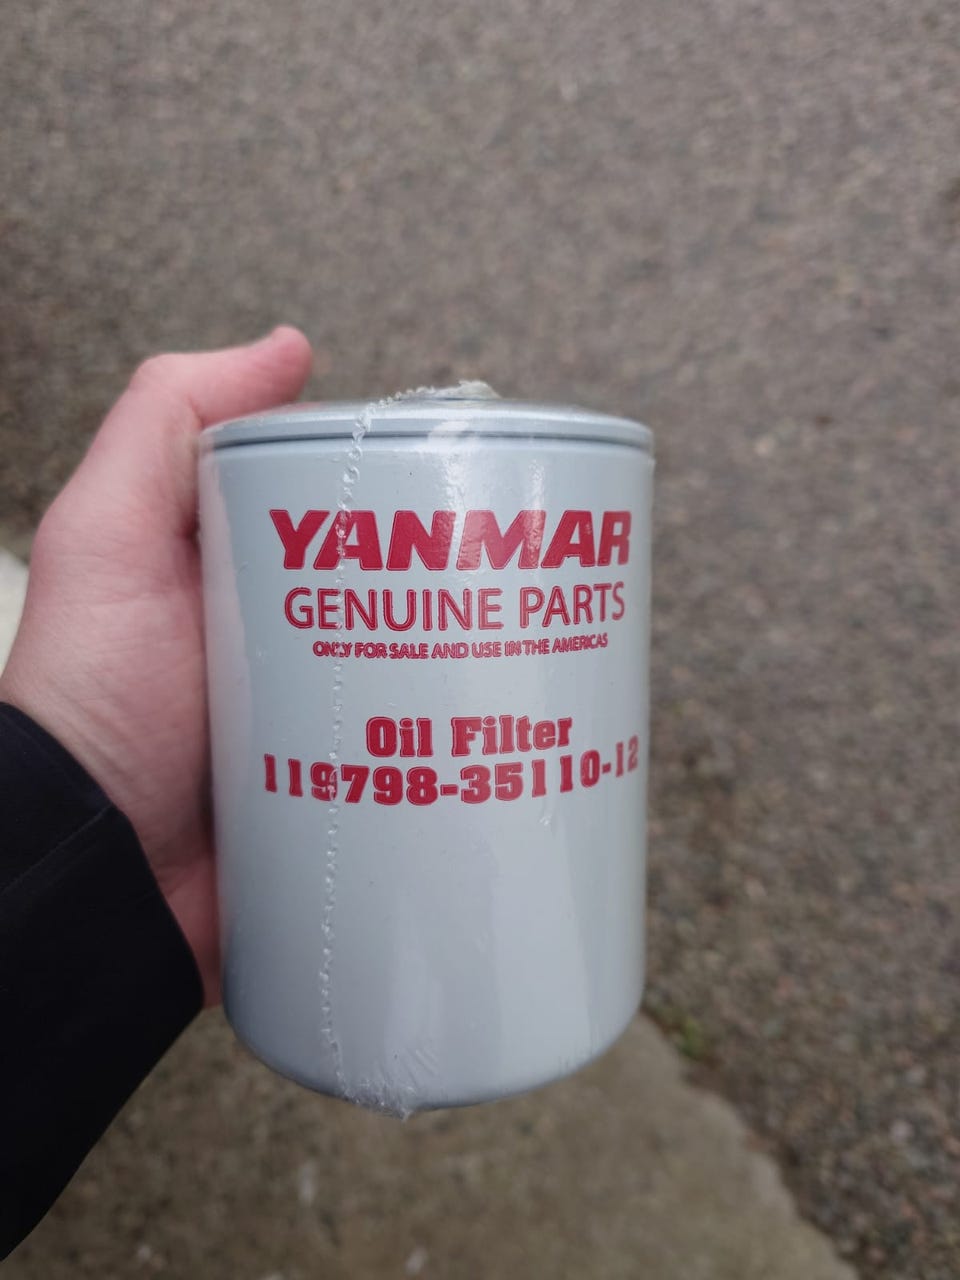 YANMAR
GENUINE PARTS
ONLY FOR SALE AND USE IN THE AMERICAS
Oil Filter
119798-35110-12